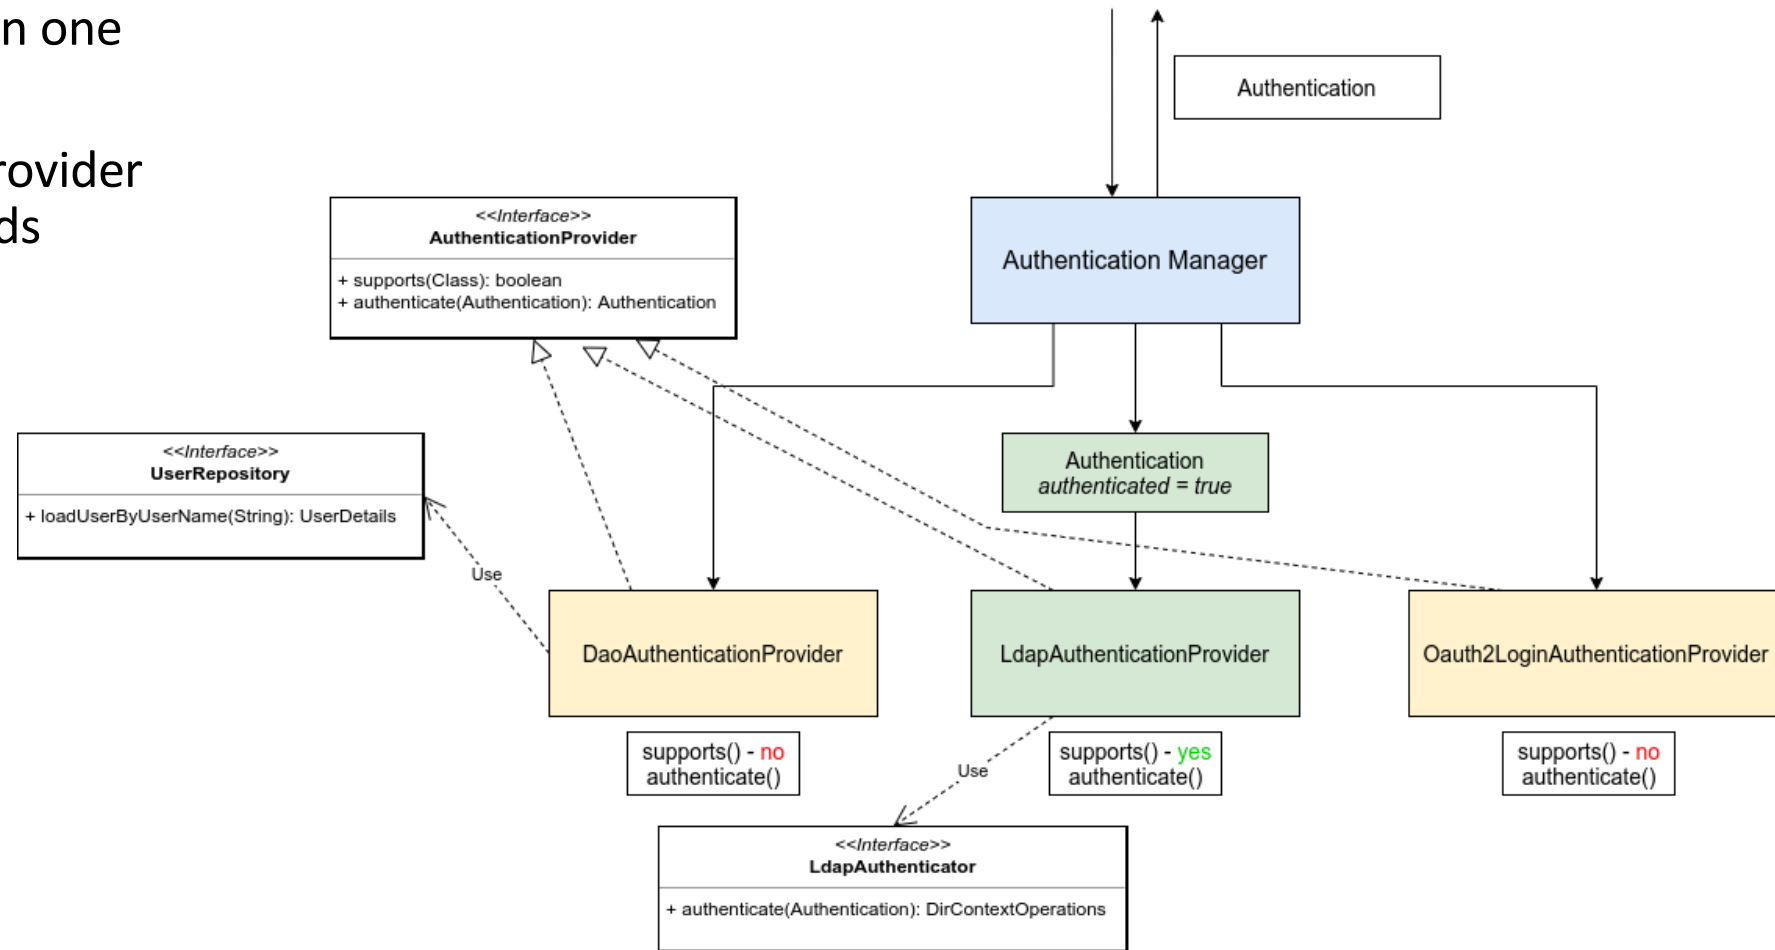 n one
rovider
ds
Authentication
<<Interface>>
AuthenticationProvider
+ supports(Class): boolean
+ authenticate(Authentication): Authentication
Authentication Manager
<<Interface>>
UserRepository
+ loadUserByUserName(String): UserDetails
Authentication
authenticated = true
Use
DaoAuthenticationProvider
LdapAuthenticationProvider
Oauth2LoginAuthenticationProvider
supports() - no
authenticate()
supports() - yes
authenticate()
supports() - no
authenticate()
Use
<<Interface>>
LdapAuthenticator
+ authenticate(Authentication): DirContextOperations